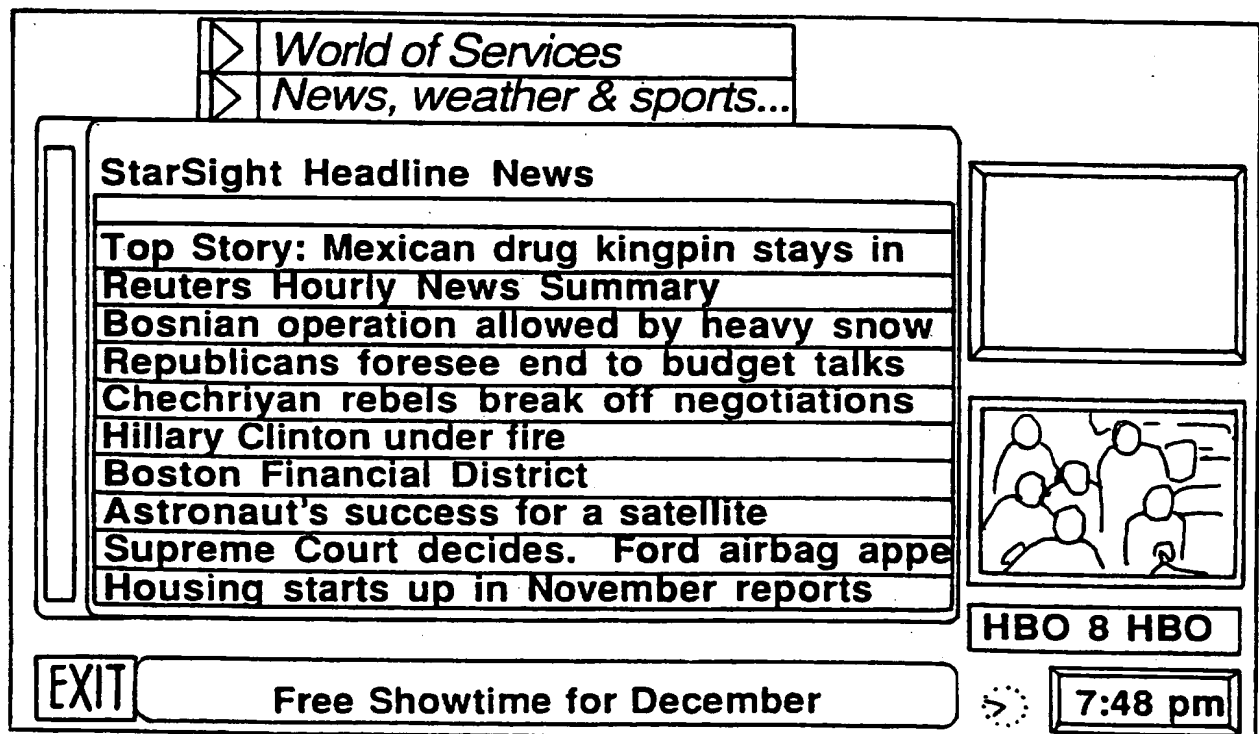 World of Services
News, weather & sports...
StarSight Headline News
Top Story: Mexican drug kingpin stays in
Reuters Hourly News Summary
Bosnian operation allowed by heavy snow
Republicans foresee end to budget talks
Chechriyan rebels break off negotiations
Hillary Clinton under fire
Boston Financial District
Astronaut's success for a satellite
Supreme Court decides. Ford airbag appe
Housing starts up in November reports
HBO 8 HBO
EXIT
Free Showtime for December
7:48 pm